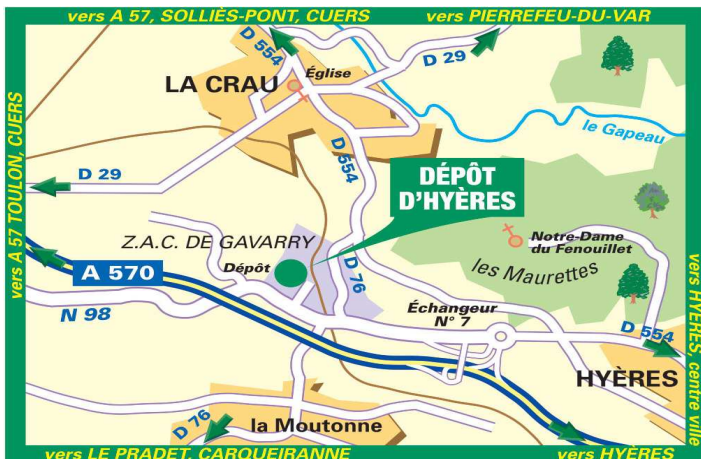 vers A 57, SOLLIÈS-PONT, CUERS
vers PIERREFEU-DU-VAR
D 554
D 29
Église
LA CRAU
le Gapeau
D 29
D 554
DÉPÔT
D'HYÈRES
vers A 57 TOULON, CUERS
Z.A.C. DE GAVARRY
Notre-Dame
du Fenouillet
Dépôt
les Maurettes
A 570
D 76
Échangeur
N° 7
N 98
D 554
HYÈRES
vers HYÈRES, centre ville
D 76
la Moutonne
vers LE PRADET, CARQUEIRANNE
vers HYÈRES